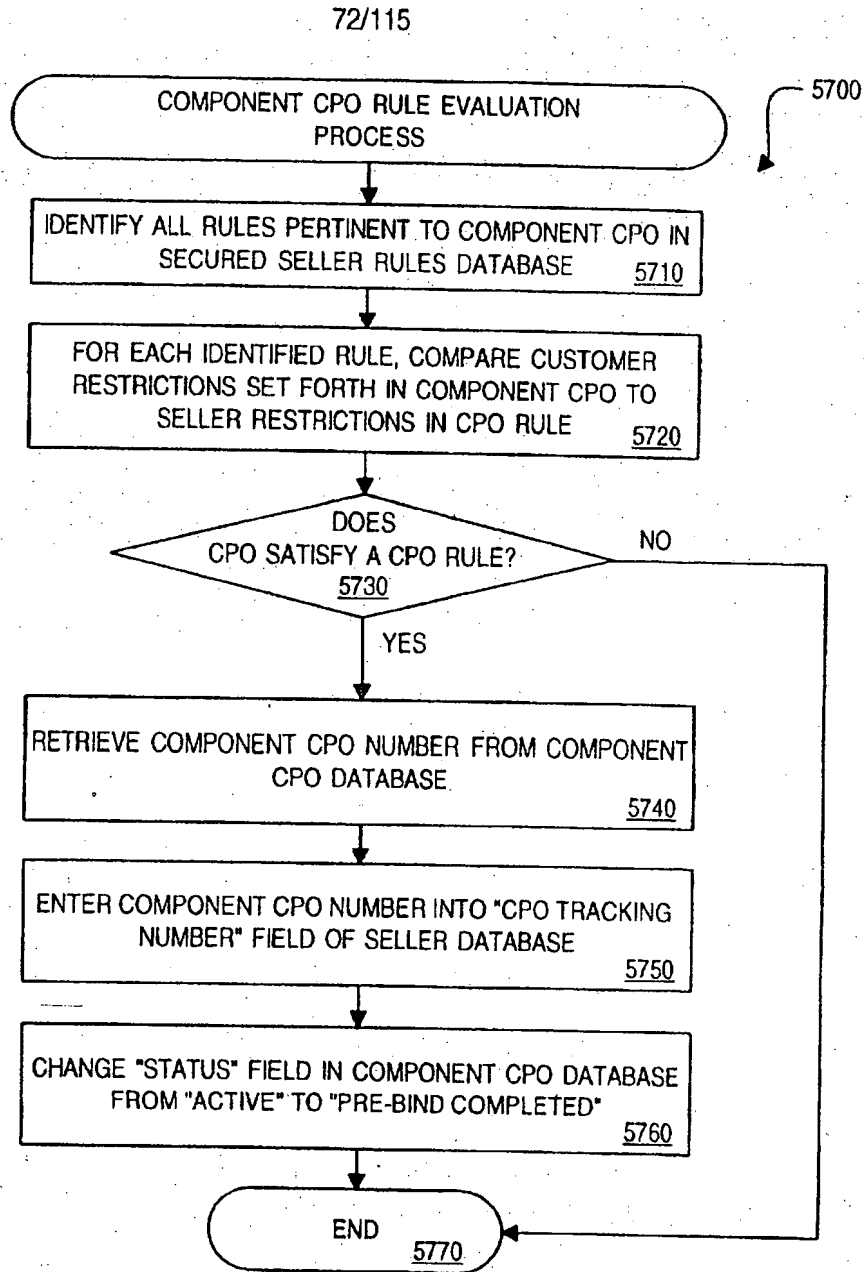 72/115
COMPONENT CPO RULE EVALUATION
PROCESS
5700
IDENTIFY ALL RULES PERTINENT TO COMPONENT CPO IN
SECURED SELLER RULES DATABASE 5710
FOR EACH IDENTIFIED RULE, COMPARE CUSTOMER
RESTRICTIONS SET FORTH IN COMPONENT CPO TO
SELLER RESTRICTIONS IN CPO RULE 5720
DOES
CPO SATISFY A CPO RULE?
5730
NO
YES
RETRIEVE COMPONENT CPO NUMBER FROM COMPONENT
CPO DATABASE
5740
ENTER COMPONENT CPO NUMBER INTO "CPO TRACKING
NUMBER" FIELD OF SELLER DATABASE
5750
CHANGE "STATUS" FIELD IN COMPONENT CPO DATABASE
FROM "ACTIVE" TO "PRE-BIND COMPLETED"
5760
END
5770